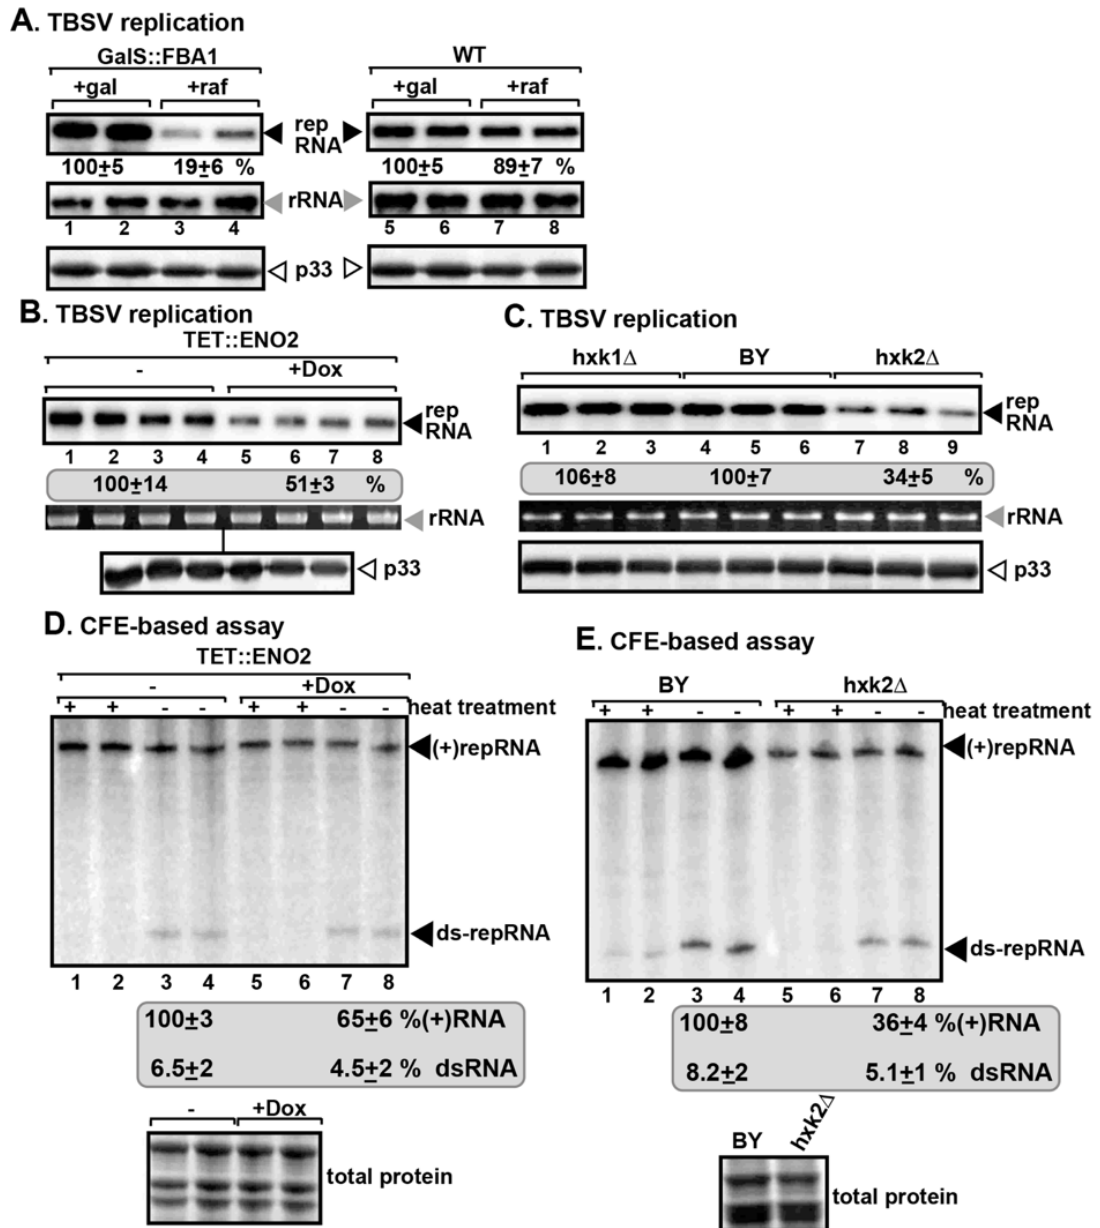 A. TBSV replication
GalS::FBA1
WT
+gal +raf
+gal +raf
rep
RNA
100±5 19±6 %
100±5 89±7 %
rRNA
1 2 3 4
5 6 7 8
p33
B. TBSV replication
TET::ENO2
- +Dox
rep
RNA
1 2 3 4 5 6 7 8
100±14 51±3 %
rRNA
p33
C. TBSV replication
hxk1Δ BY hxk2Δ
rep
RNA
1 2 3 4 5 6 7 8 9
106±8 100±7 34±5 %
rRNA
p33
D. CFE-based assay
TET::ENO2
- +Dox
+ + - - + + - - heat treatment
(+)repRNA
ds-repRNA
1 2 3 4 5 6 7 8
100±3 65±6 %(+)RNA
6.5±2 4.5±2 % dsRNA
- +Dox
total protein
E. CFE-based assay
BY hxk2Δ
+ + - - + + - - heat treatment
(+)repRNA
ds-repRNA
1 2 3 4 5 6 7 8
100±8 36±4 %(+)RNA
8.2±2 5.1±1 % dsRNA
BY hxk2Δ
total protein